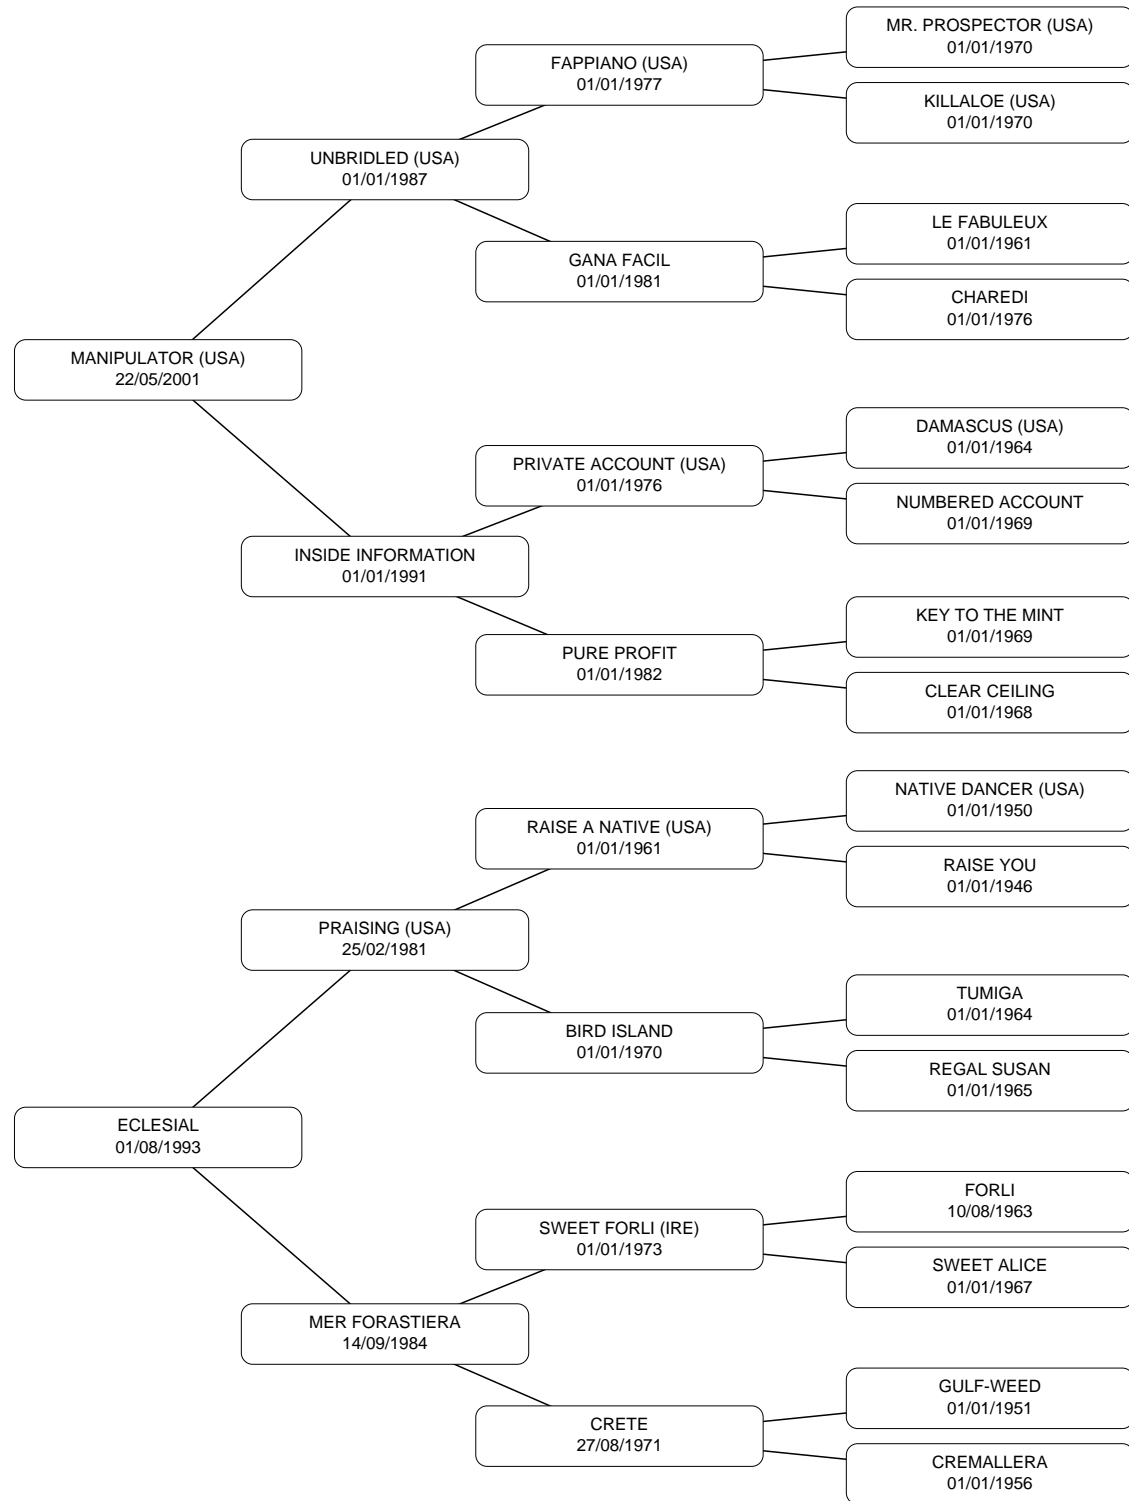 MR. PROSPECTOR (USA)
01/01/1970
FAPPIANO (USA)
01/01/1977
KILLALOE (USA)
01/01/1970
UNBRIDLED (USA)
01/01/1987
LE FABULEUX
01/01/1961
GANA FACIL
01/01/1981
CHAREDI
01/01/1976
MANIPULATOR (USA)
22/05/2001
DAMASCUS (USA)
01/01/1964
PRIVATE ACCOUNT (USA)
01/01/1976
NUMBERED ACCOUNT
01/01/1969
INSIDE INFORMATION
01/01/1991
KEY TO THE MINT
01/01/1969
PURE PROFIT
01/01/1982
CLEAR CEILING
01/01/1968
NATIVE DANCER (USA)
01/01/1950
RAISE A NATIVE (USA)
01/01/1961
RAISE YOU
01/01/1946
PRAISING (USA)
25/02/1981
TUMIGA
01/01/1964
BIRD ISLAND
01/01/1970
REGAL SUSAN
01/01/1965
ECLESIAL
01/08/1993
FORLI
10/08/1963
SWEET FORLI (IRE)
01/01/1973
SWEET ALICE
01/01/1967
MER FORASTIERA
14/09/1984
GULF-WEED
01/01/1951
CRETE
27/08/1971
CREMALLERA
01/01/1956